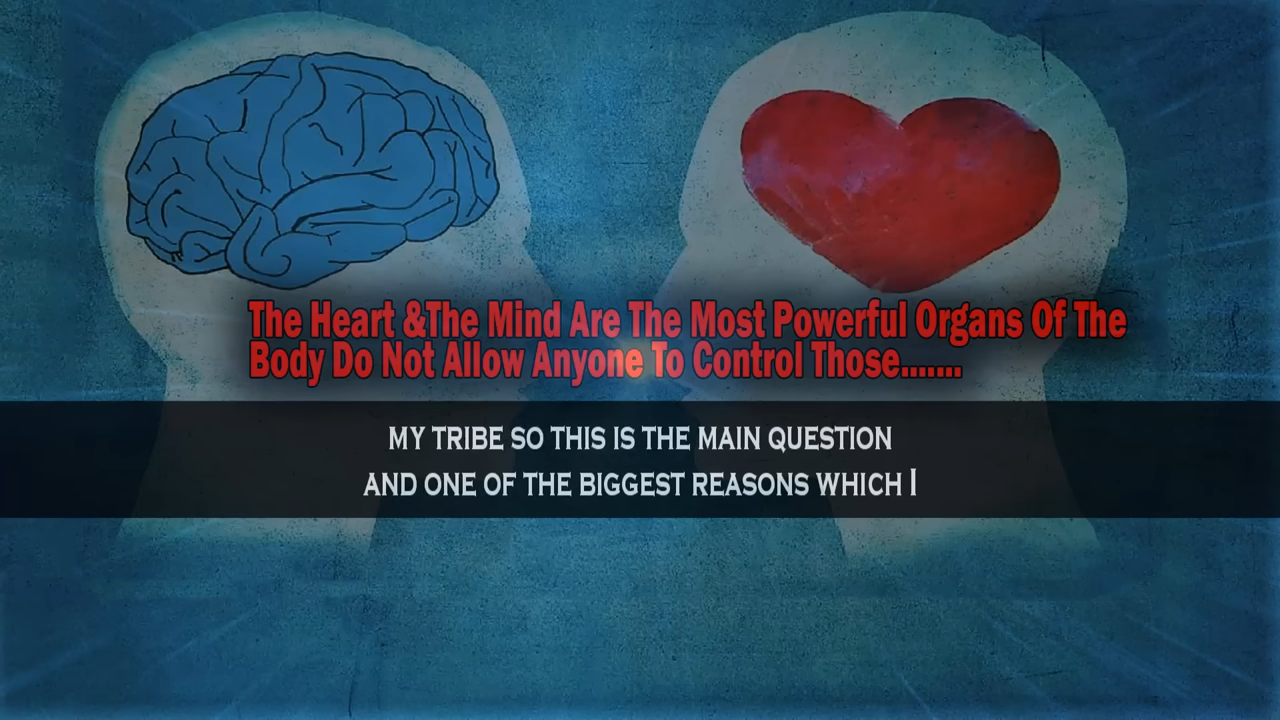 The Heart &The Mind Are The Most Powerful Organs Of The
Body Do Not Allow Anyone To Control Those.......
MY TRIBE SO THIS IS THE MAIN QUESTION
AND ONE OF THE BIGGEST REASONS WHICH I